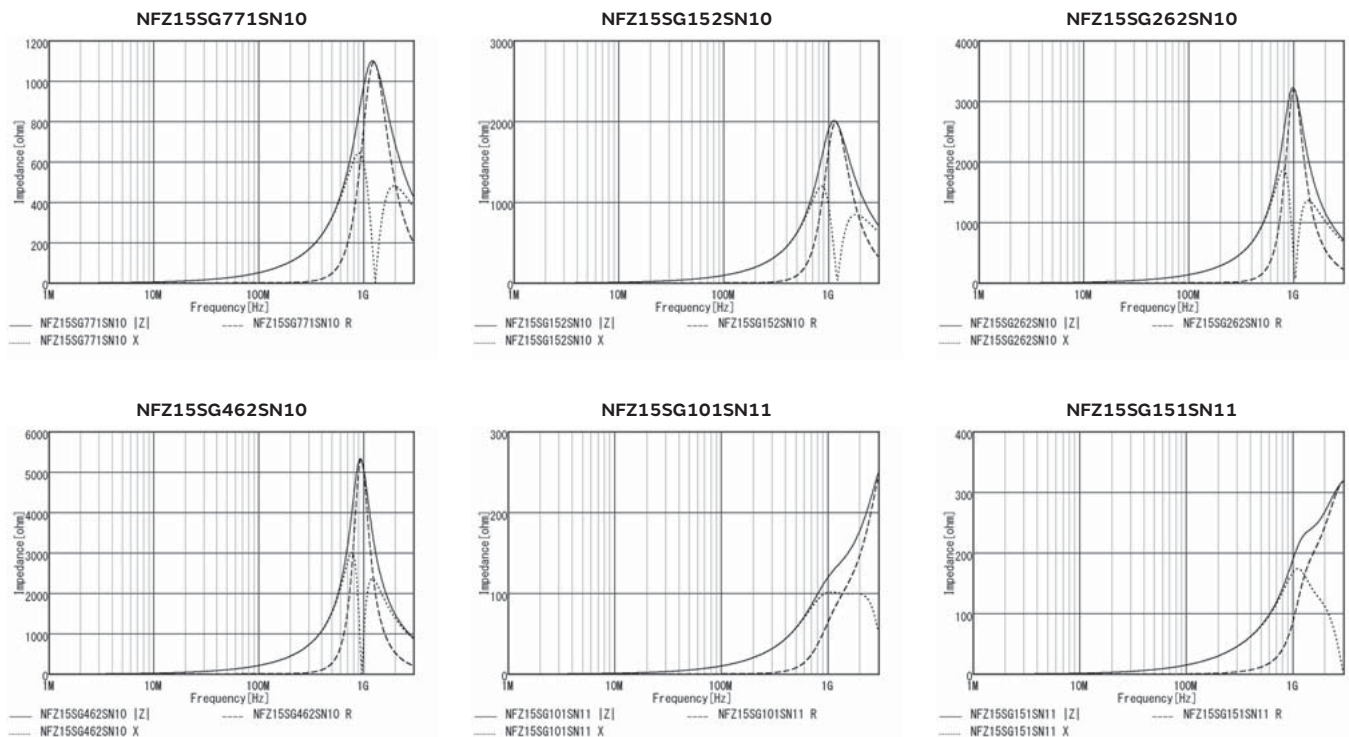 NFZ15SG771SN10
Impedance[ohm]
1200
1000
800
600
400
200
0
1M 10M 100M 1G
Frequency[Hz]
NFZ15SG771SN10 |Z| NFZ15SG771SN10 R
NFZ15SG771SN10 X
NFZ15SG152SN10
Impedance[ohm]
3000
2000
1000
0
1M 10M 100M 1G
Frequency[Hz]
NFZ15SG152SN10 |Z| NFZ15SG152SN10 R
NFZ15SG152SN10 X
NFZ15SG262SN10
Impedance[ohm]
4000
3000
2000
1000
0
1M 10M 100M 1G
Frequency[Hz]
NFZ15SG262SN10 |Z| NFZ15SG262SN10 R
NFZ15SG262SN10 X
NFZ15SG462SN10
Impedance[ohm]
6000
5000
4000
3000
2000
1000
0
1M 10M 100M 1G
Frequency[Hz]
NFZ15SG462SN10 |Z| NFZ15SG462SN10 R
NFZ15SG462SN10 X
NFZ15SG101SN11
Impedance[ohm]
300
200
100
0
1M 10M 100M 1G
Frequency[Hz]
NFZ15SG101SN11 |Z| NFZ15SG101SN11 R
NFZ15SG101SN11 X
NFZ15SG151SN11
Impedance[ohm]
400
300
200
100
0
1M 10M 100M 1G
Frequency[Hz]
NFZ15SG151SN11 |Z| NFZ15SG151SN11 R
NFZ15SG151SN11 X